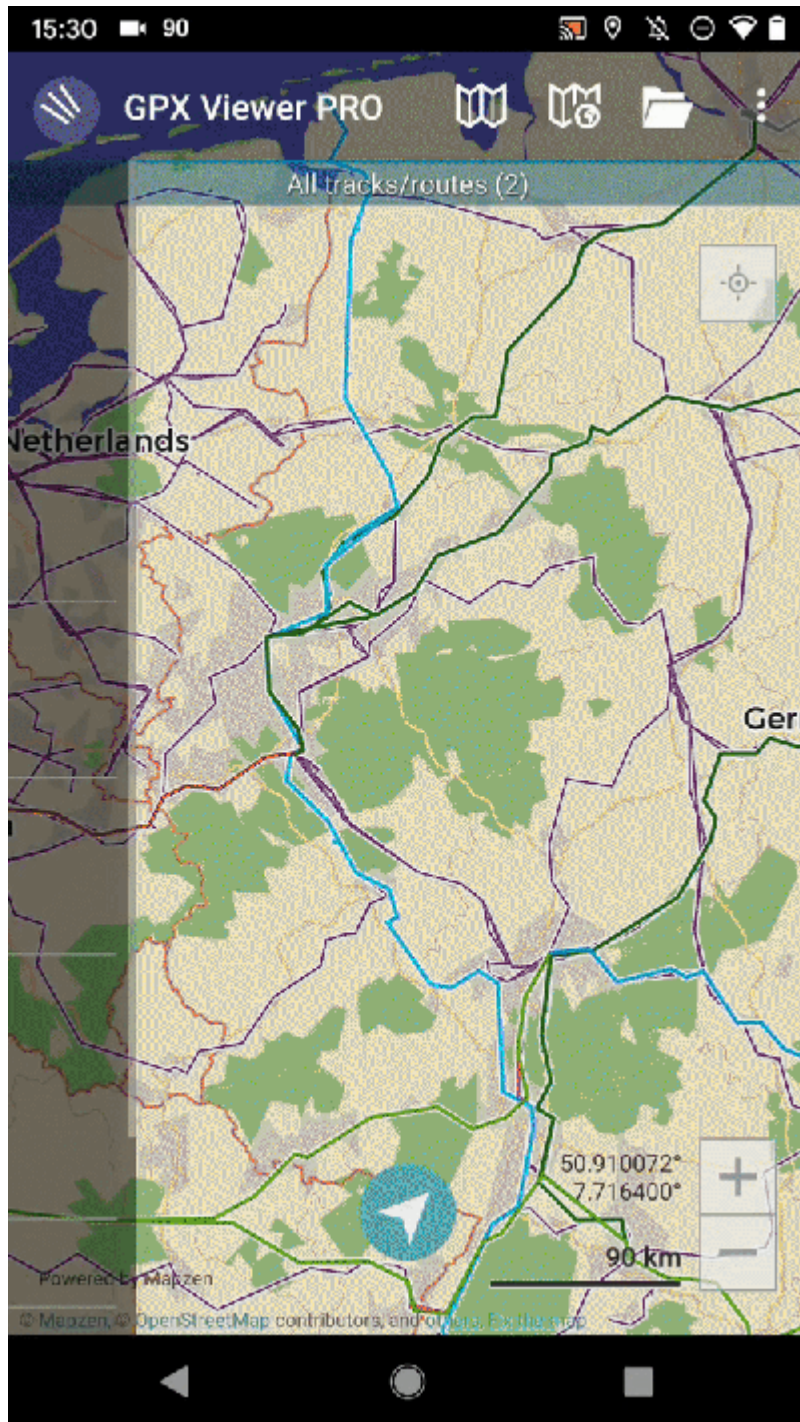 15:30 90
GPX Viewer PRO
All tracks/routes (2)
Netherlands
Ger
50.910072°
7.716400°
90 km
Powered by Mapzen
© Mapzen, © OpenStreetMap contributors, and others, Fix the map